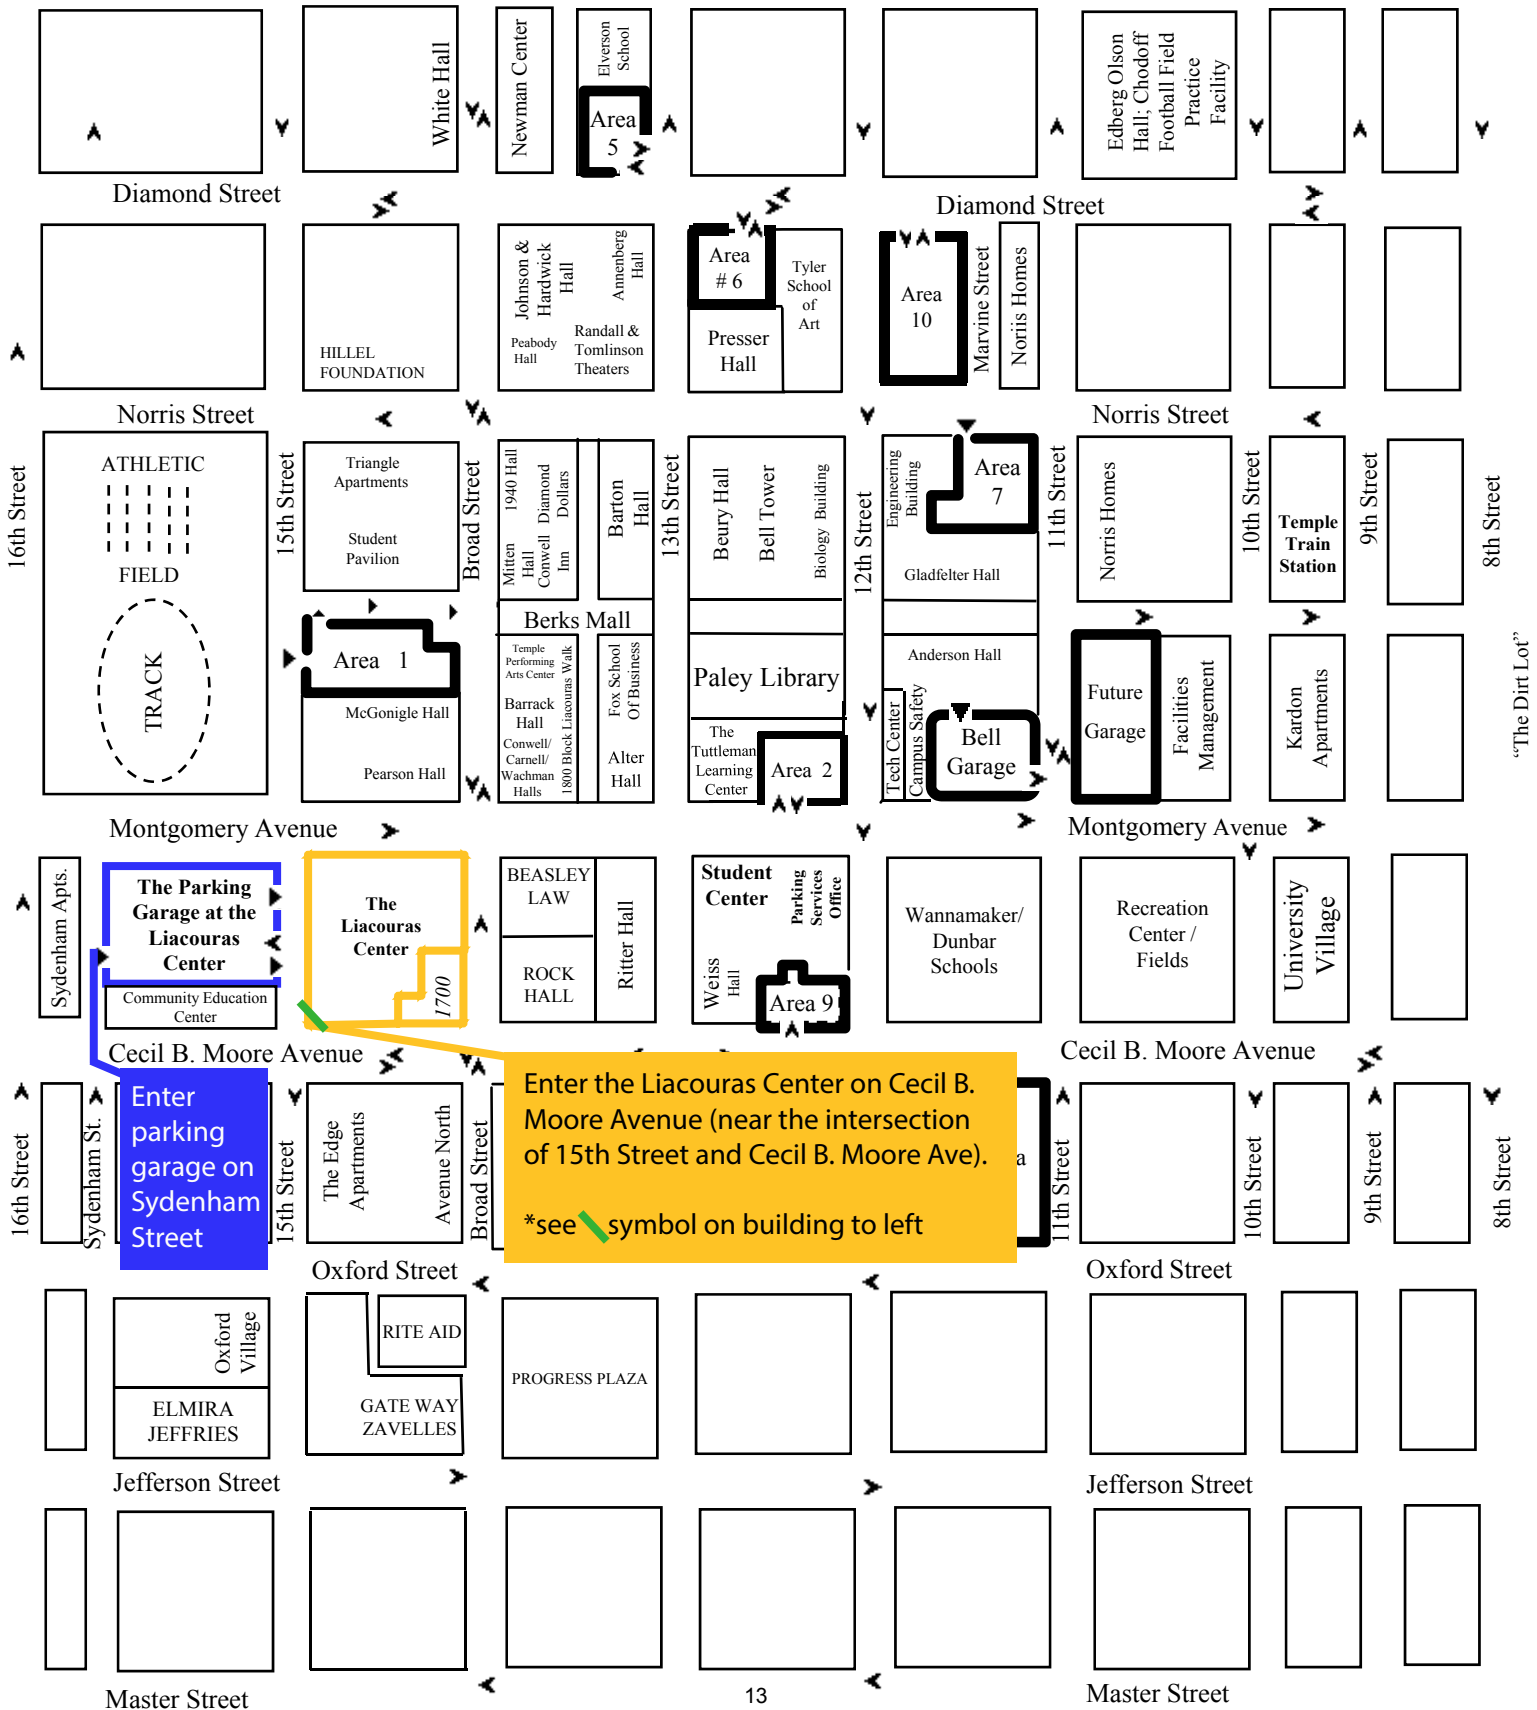 White Hall
Newman Center
Elverson
School
Area
5
Edberg Olson
Hall; Chodoff
Football Field
Practice
Facility
Diamond Street
Diamond Street
HILLEL
FOUNDATION
Johnson &
Hardwick
Hall
Annenberg
Hall
Peabody
Hall
Randall &
Tomlinson
Theaters
Area
# 6
Presser
Hall
Tyler
School
of
Art
Area
10
Marvine Street
Noriis Homes
Norris Street
Norris Street
16th Street
ATHLETIC
FIELD
TRACK
15th Street
Triangle
Apartments
Student
Pavilion
Broad Street
1940 Hall
Diamond
Dollars
Mitten
Hall
Conwell
Inn
Barton
Hall
13th Street
Beury Hall
Bell Tower
Biology Building
12th Street
Engineering
Building
Area
7
Gladfelter Hall
11th Street
Norris Homes
10th Street
Temple
Train
Station
9th Street
8th Street
Berks Mall
Area 1
McGonigle Hall
Pearson Hall
Temple
Performing
Arts Center
Barrack
Hall
Conwell/
Carnell/
Wachman
Halls
1800 Block Liacouras Walk
Fox School
Of Business
Alter
Hall
Paley Library
The
Tuttleman
Learning
Center
Area 2
Anderson Hall
Tech Center
Campus Safety
Bell
Garage
Future
Garage
Facilities
Management
Kardon
Apartments
“The Dirt Lot”
Montgomery Avenue
Montgomery Avenue
Sydenham Apts.
The Parking
Garage at the
Liacouras
Center
Community Education
Center
The
Liacouras
Center
1700
BEASLEY
LAW
ROCK
HALL
Ritter Hall
Student
Center
Parking
Services
Office
Weiss
Hall
Area 9
Wannamaker/
Dunbar
Schools
Recreation
Center /
Fields
University
Village
Cecil B. Moore Avenue
Cecil B. Moore Avenue
16th Street
Sydenham St.
Enter
parking
garage on
Sydenham
Street
15th Street
The Edge
Apartments
Avenue North
Broad Street
Enter the Liacouras Center on Cecil B.
Moore Avenue (near the intersection
of 15th Street and Cecil B. Moore Ave).
*see symbol on building to left
a
11th Street
10th Street
9th Street
8th Street
Oxford Street
Oxford Street
Oxford
Village
ELMIRA
JEFFRIES
RITE AID
GATE WAY
ZAVELLES
PROGRESS PLAZA
Jefferson Street
Jefferson Street
Master Street
13
Master Street